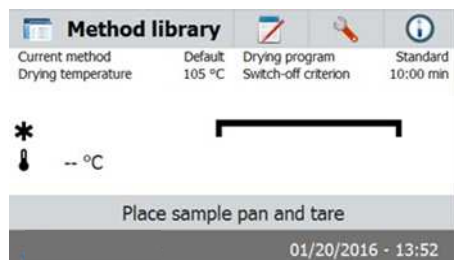 Method library
Current method Default Drying program Standard
Drying temperature 105 °C Switch-off criterion 10:00 min
-- °C
Place sample pan and tare
01/20/2016 - 13:52